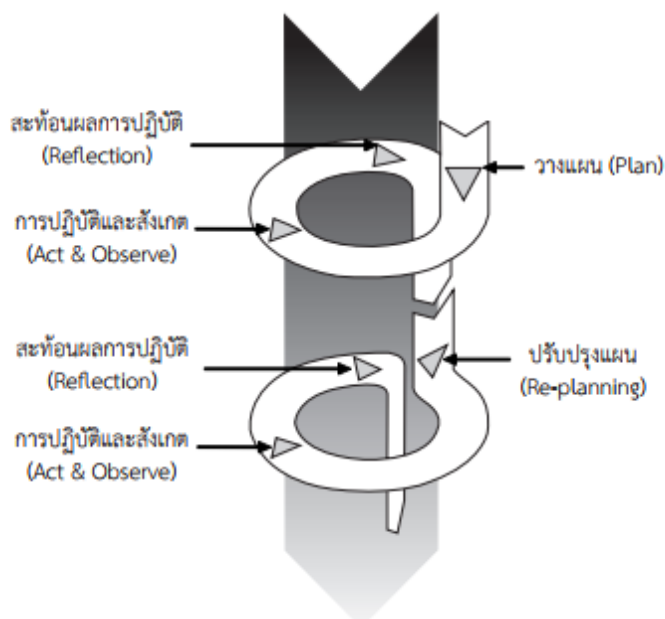 สะท้อนผลการปฏิบัติ
(Reflection)
วางแผน (Plan)
การปฏิบัติและสังเกต
(Act & Observe)
สะท้อนผลการปฏิบัติ
(Reflection)
ปรับปรุงแผน
(Re-planning)
การปฏิบัติและสังเกต
(Act & Observe)